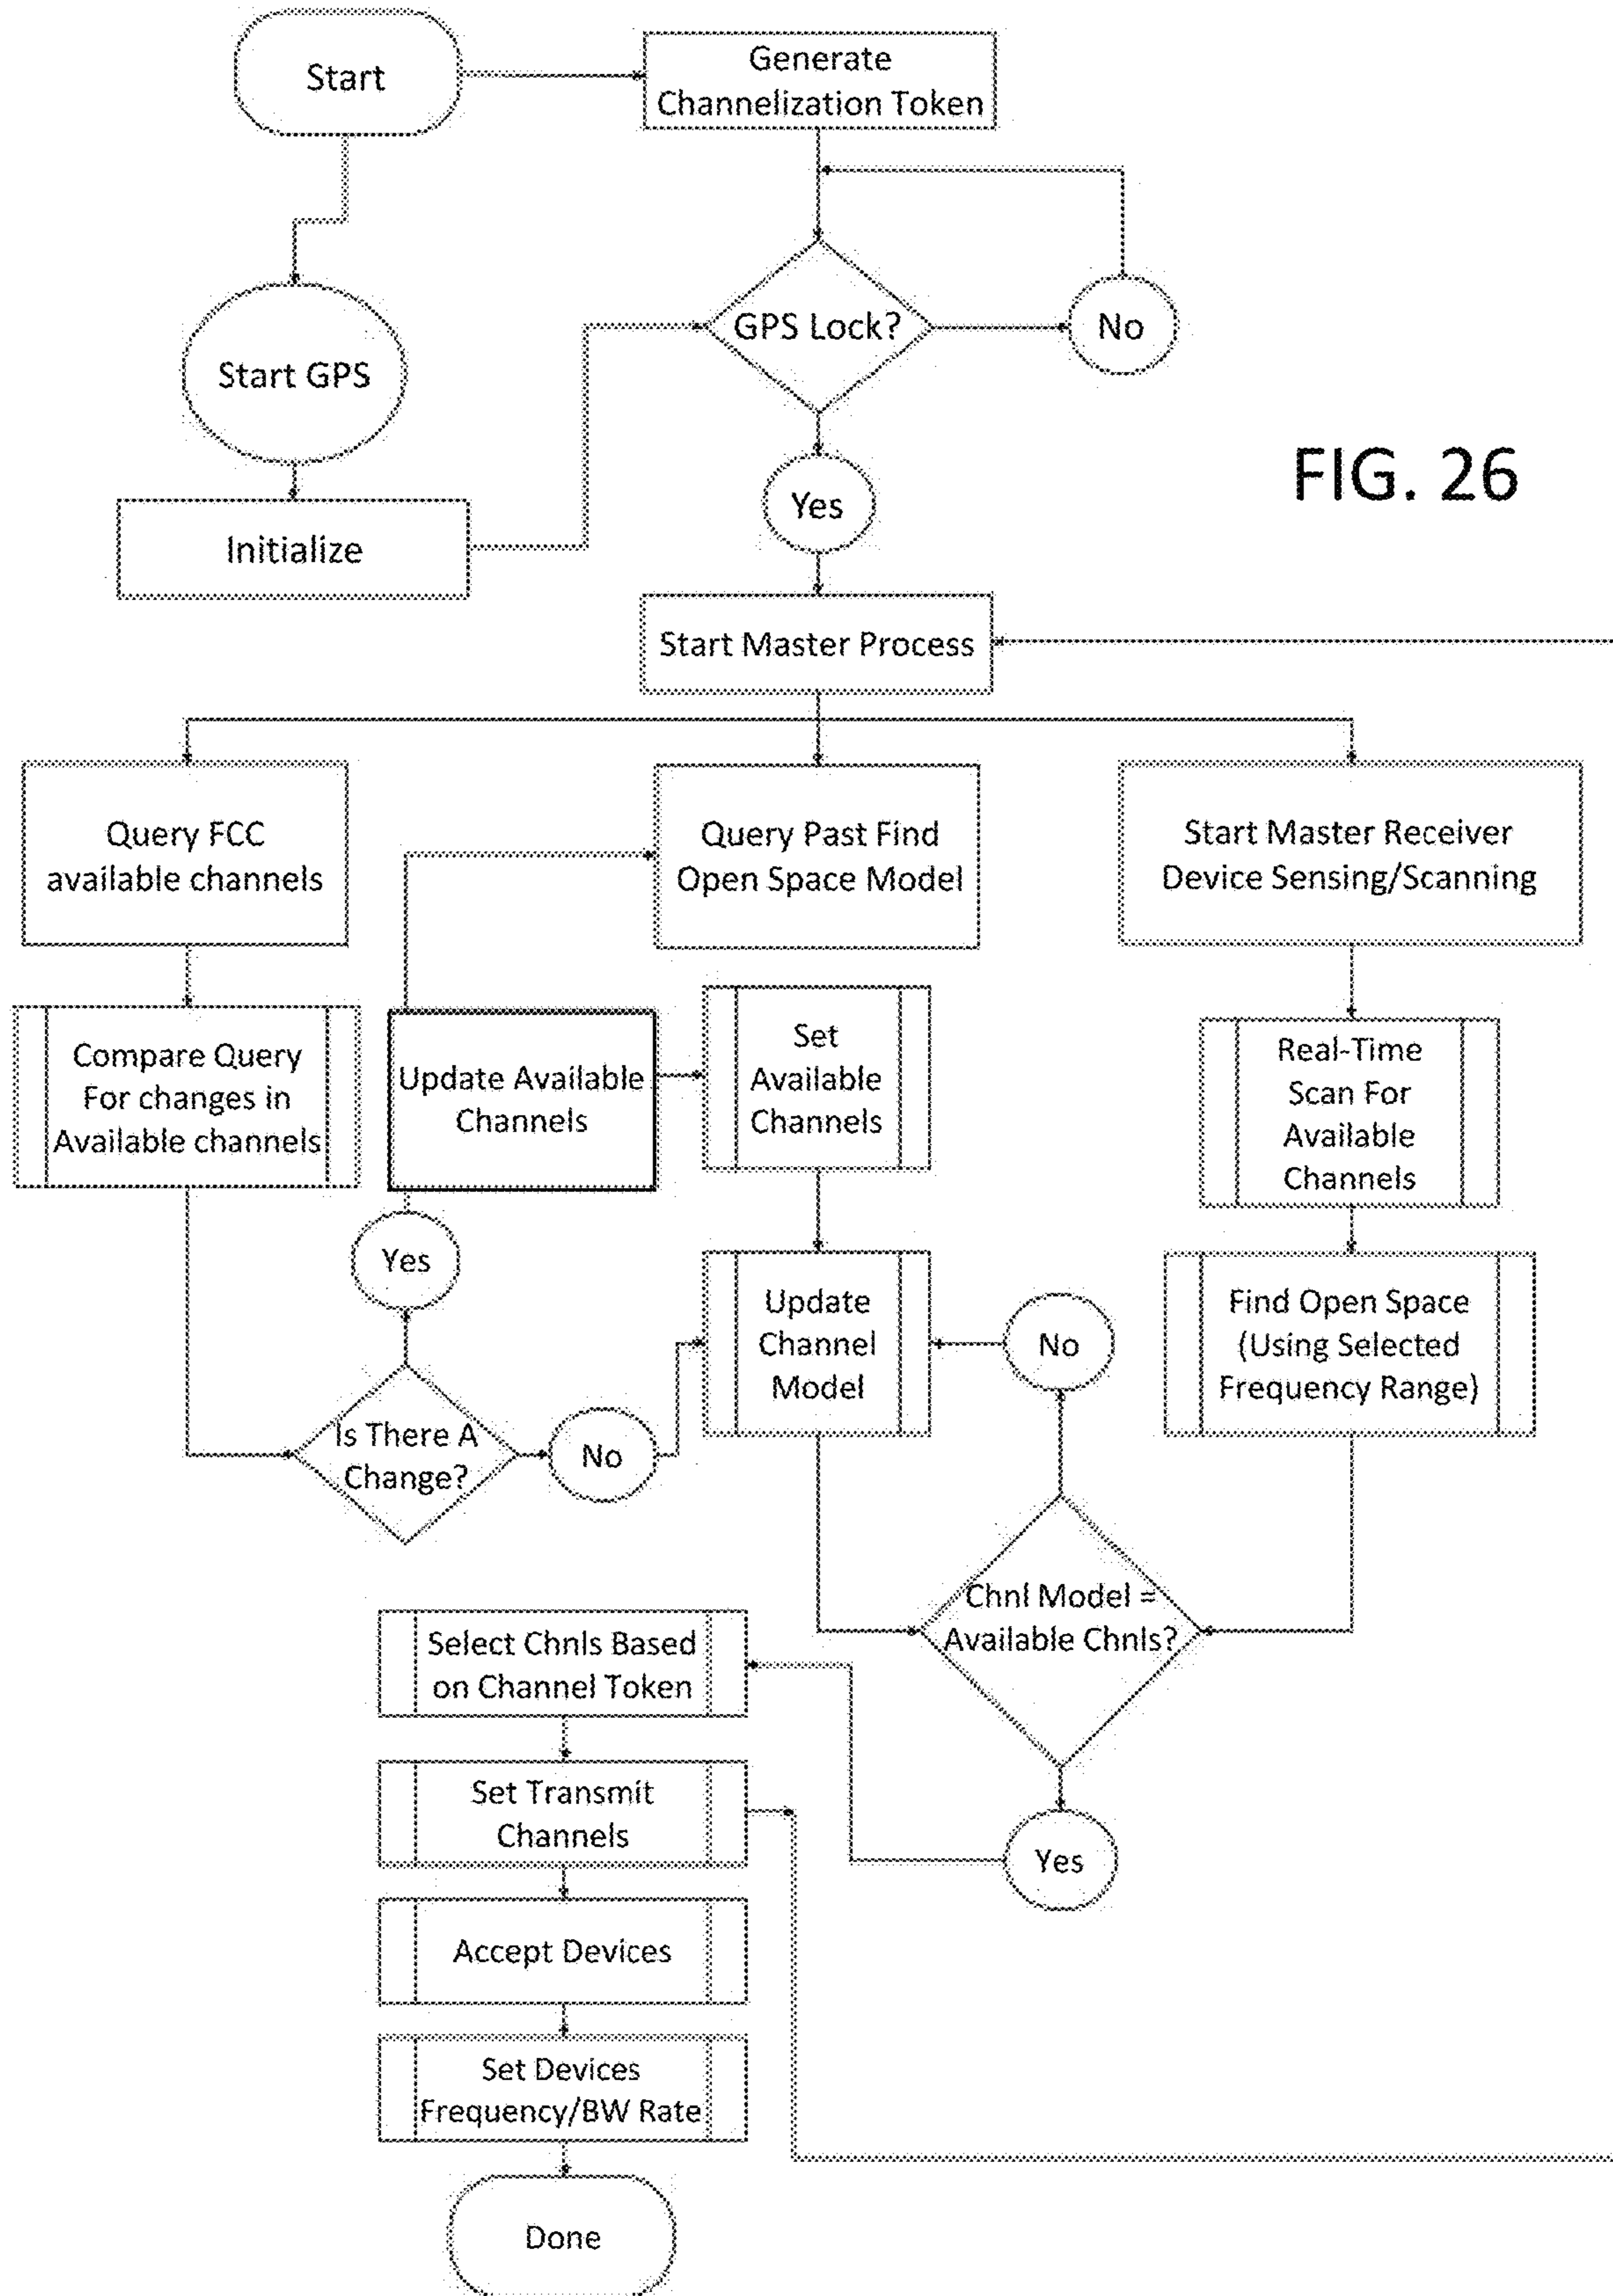 Start
Generate
Channelization Token
GPS Lock?
No
Start GPS
Yes
FIG. 26
Initialize
Start Master Process
Query FCC
available channels
Query Past Find
Open Space Model
Start Master Receiver
Device Sensing/Scanning
Compare Query
For changes in
Available channels
Update Available
Channels
Set
Available
Channels
Real-Time
Scan For
Available
Channels
Yes
Update
Channel
Model
No
Find Open Space
(Using Selected
Frequency Range)
Is There A
Change?
No
Chnl Model =
Available Chnls?
Select Chnls Based
on Channel Token
Set Transmit
Channels
Yes
Accept Devices
Set Devices
Frequency/BW Rate
Done